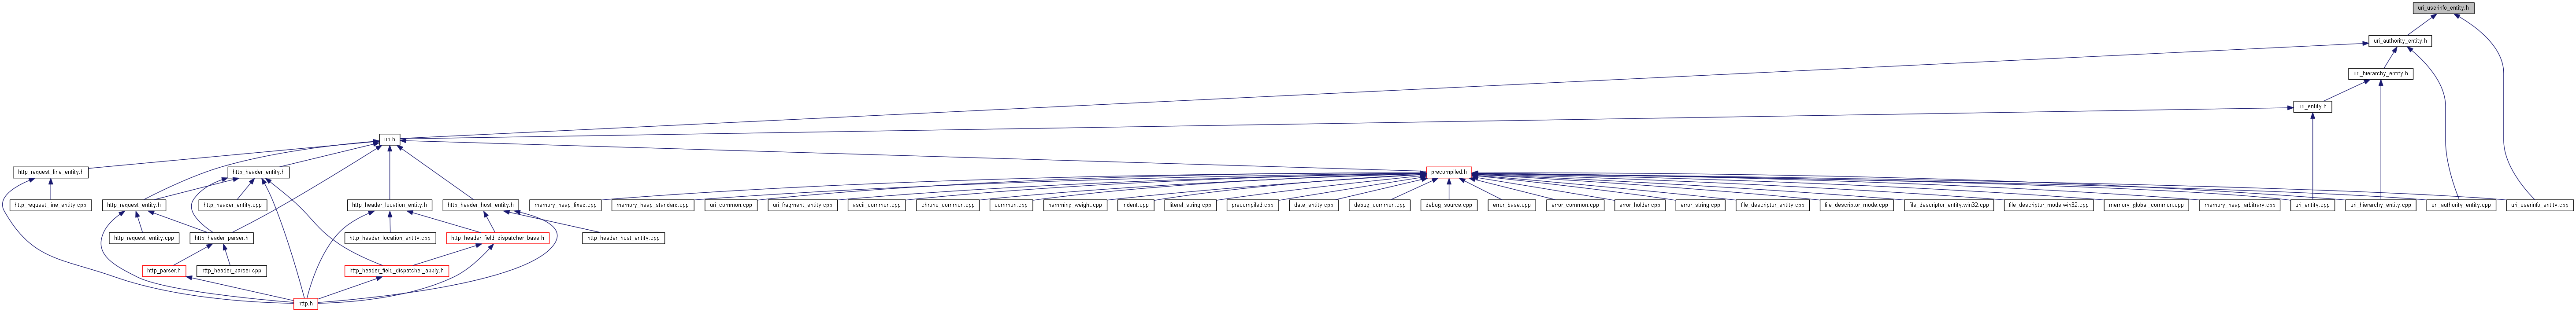 uri_userinfo_entity.h
uri_authority_entity.h
uri_hierarchy_entity.h
uri_entity.h
uri.h
http_request_line_entity.h
http_header_entity.h
precompiled.h
http_request_line_entity.cpp
http_request_entity.h
http_header_entity.cpp
http_header_location_entity.h
http_header_host_entity.h
memory_heap_fixed.cpp
memory_heap_standard.cpp
uri_common.cpp
uri_fragment_entity.cpp
ascii_common.cpp
chrono_common.cpp
common.cpp
hamming_weight.cpp
indent.cpp
literal_string.cpp
precompiled.cpp
date_entity.cpp
debug_common.cpp
debug_source.cpp
error_base.cpp
error_common.cpp
error_holder.cpp
error_string.cpp
file_descriptor_entity.cpp
file_descriptor_mode.cpp
file_descriptor_entity.win32.cpp
file_descriptor_mode.win32.cpp
memory_global_common.cpp
memory_heap_arbitrary.cpp
uri_entity.cpp
uri_hierarchy_entity.cpp
uri_authority_entity.cpp
uri_userinfo_entity.cpp
http_request_entity.cpp
http_header_parser.h
http_header_location_entity.cpp
http_header_field_dispatcher_base.h
http_header_host_entity.cpp
http_parser.h
http_header_parser.cpp
http_header_field_dispatcher_apply.h
http.h